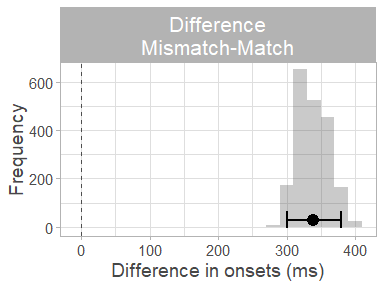 Difference
Mismatch-Match
Frequency
600
400
200
0
0 100 200 300 400
Difference in onsets (ms)